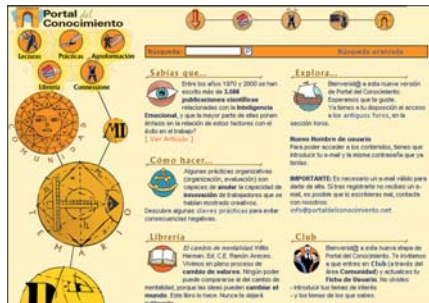 Portal del
Conocimiento
Lecturas
Prácticas
Autoformación
Librería
Connessione
Búsqueda:
Búsqueda avanzada
COMUNIDAD
MI
TEMARIO
Sabías que...
Entre los años 1970 y 2000 se han
escrito más de 3.586
publicaciones científicas
relacionadas con la Inteligencia
Emocional, y que la mayor parte de ellas ponen
énfasis en la relación de estos factores con el
éxito en el trabajo?
[ Ver Artículo ]
Cómo hacer...
Algunas prácticas organizativas
(organización, evaluación) son
capaces de anular la capacidad de
innovación de trabajadores que se
habían mostrado creativos.
Descubre algunas claves prácticas para evitar
consecuencias negativas.
Librería
El cambio de mentalidad Willis
Harman. Ed. C.E. Ramón Areces.
Vivimos en pleno proceso de
cambio de valores. Ningún poder
puede compararse el del cambio de
mentalidad, porque las ideas pueden cambiar el
mundo. Este libro lo hace. Nunca te dejará
Explora...
Bienvenid@ a esta nueva versión
de Portal del Conocimiento.
Esperamos que te guste.
Ya tienes a tu disposición el acceso
a los antiguos foros, en la
sección foros.
Nuevo Nombre de usuario
Para poder acceder a los contenidos, tienes que
introducir tu e-mail y la misma contraseña que ya
tenías.
IMPORTANTE: Es necesario un e-mail válido para
darte de alta. Si tras registrarte no recibes un e-
mail, es posible que lo escribieras mal, contacta
con nosotros:
info@portaldelconocimiento.net
Club
Bienvenid@ a esta nueva etapa de
Portal de Conocimiento. Te invitamos
a que entres en Club (a través del
área Comunidad) y actualices tu
Ficha de Usuario. No olvides:
- introducir tus temas de interés
- y los temas de los que sabes